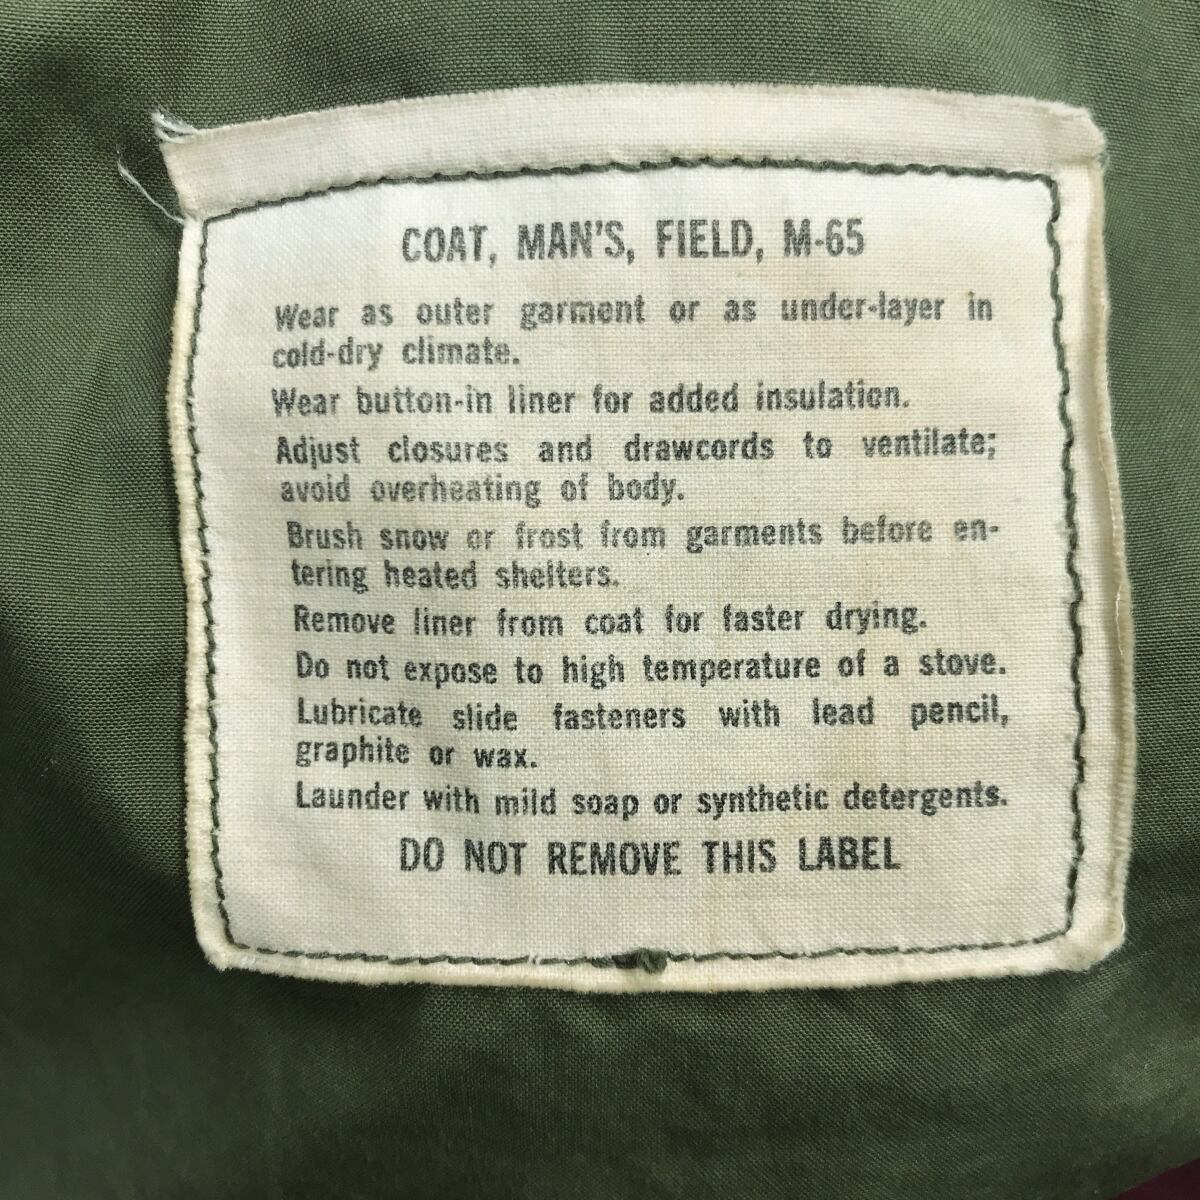 COAT, MAN'S, FIELD, M-65
Wear as outer garment or as under-layer in
cold-dry climate.
Wear button-in liner for added insulation.
Adjust closures and drawcords to ventilate;
avoid overheating of body.
Brush snow or frost from garments before en-
tering heated shelters.
Remove liner from coat for faster drying.
Do not expose to high temperature of a stove.
Lubricate slide fasteners with lead pencil,
graphite or wax.
Launder with mild soap or synthetic detergents.
DO NOT REMOVE THIS LABEL